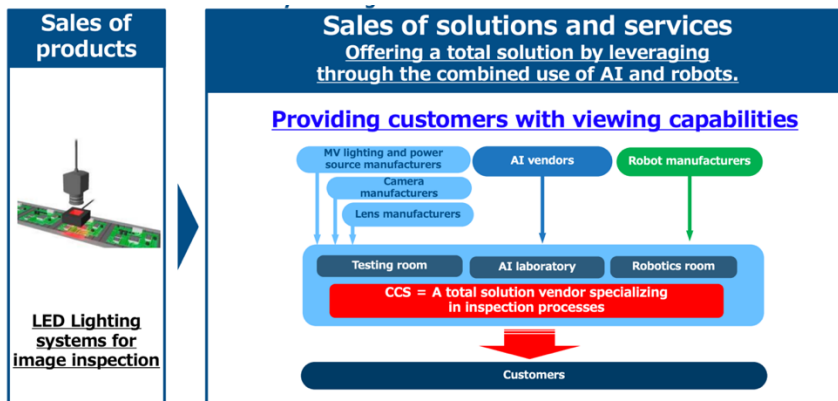 Sales of
products
LED Lighting
systems for
image inspection
Sales of solutions and services
Offering a total solution by leveraging
through the combined use of AI and robots.
Providing customers with viewing capabilities
MV lighting and power
source manufacturers
Camera
manufacturers
Lens manufacturers
AI vendors
Robot manufacturers
Testing room
AI laboratory
Robotics room
CCS = A total solution vendor specializing
in inspection processes
Customers